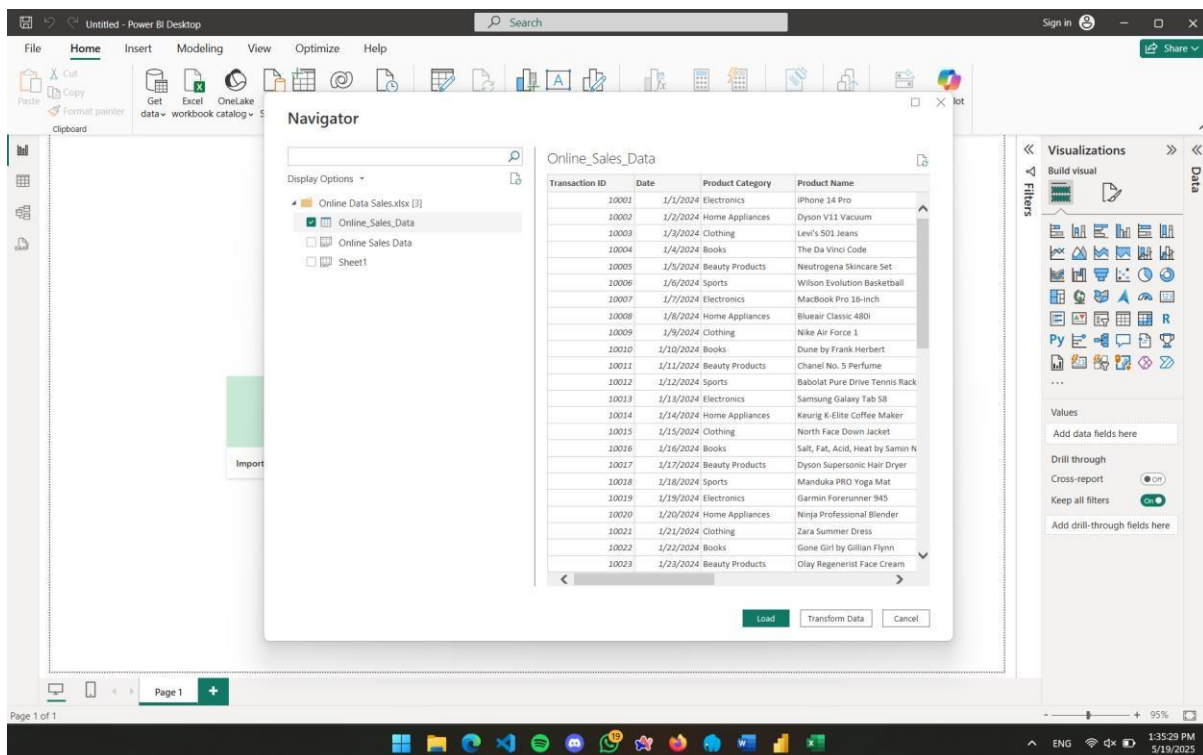 Untitled - Power BI Desktop
Search
Sign in
File Home Insert Modeling View Optimize Help
Share
Paste
Cut
Copy
Format painter
Clipboard
Get data
Excel workbook
OneLake catalog
Navigator
Display Options
Online Data Sales.xlsx [3]
Online_Sales_Data
Online Sales Data
Sheet1
Online_Sales_Data
Transaction ID Date Product Category Product Name
10001 1/1/2024 Electronics iPhone 14 Pro
10002 1/2/2024 Home Appliances Dyson V11 Vacuum
10003 1/3/2024 Clothing Levi's 501 Jeans
10004 1/4/2024 Books The Da Vinci Code
10005 1/5/2024 Beauty Products Neutrogena Skincare Set
10006 1/6/2024 Sports Wilson Evolution Basketball
10007 1/7/2024 Electronics MacBook Pro 16-inch
10008 1/8/2024 Home Appliances Blueair Classic 480i
10009 1/9/2024 Clothing Nike Air Force 1
10010 1/10/2024 Books Dune by Frank Herbert
10011 1/11/2024 Beauty Products Chanel No. 5 Perfume
10012 1/12/2024 Sports Babolat Pure Drive Tennis Rack
10013 1/13/2024 Electronics Samsung Galaxy Tab S8
10014 1/14/2024 Home Appliances Keurig K-Elite Coffee Maker
10015 1/15/2024 Clothing North Face Down Jacket
10016 1/16/2024 Books Salt, Fat, Acid, Heat by Samin N
10017 1/17/2024 Beauty Products Dyson Supersonic Hair Dryer
10018 1/18/2024 Sports Manduka PRO Yoga Mat
10019 1/19/2024 Electronics Garmin Forerunner 945
10020 1/20/2024 Home Appliances Ninja Professional Blender
10021 1/21/2024 Clothing Zara Summer Dress
10022 1/22/2024 Books Gone Girl by Gillian Flynn
10023 1/23/2024 Beauty Products Olay Regenerist Face Cream
Load
Transform Data
Cancel
Import
Filters
Visualizations
Build visual
R
Py
Values
Add data fields here
Drill through
Cross-report Off
Keep all filters On
Add drill-through fields here
Data
Page 1
Page 1 of 1
95%
19
ENG
1:35:29 PM
5/19/2025